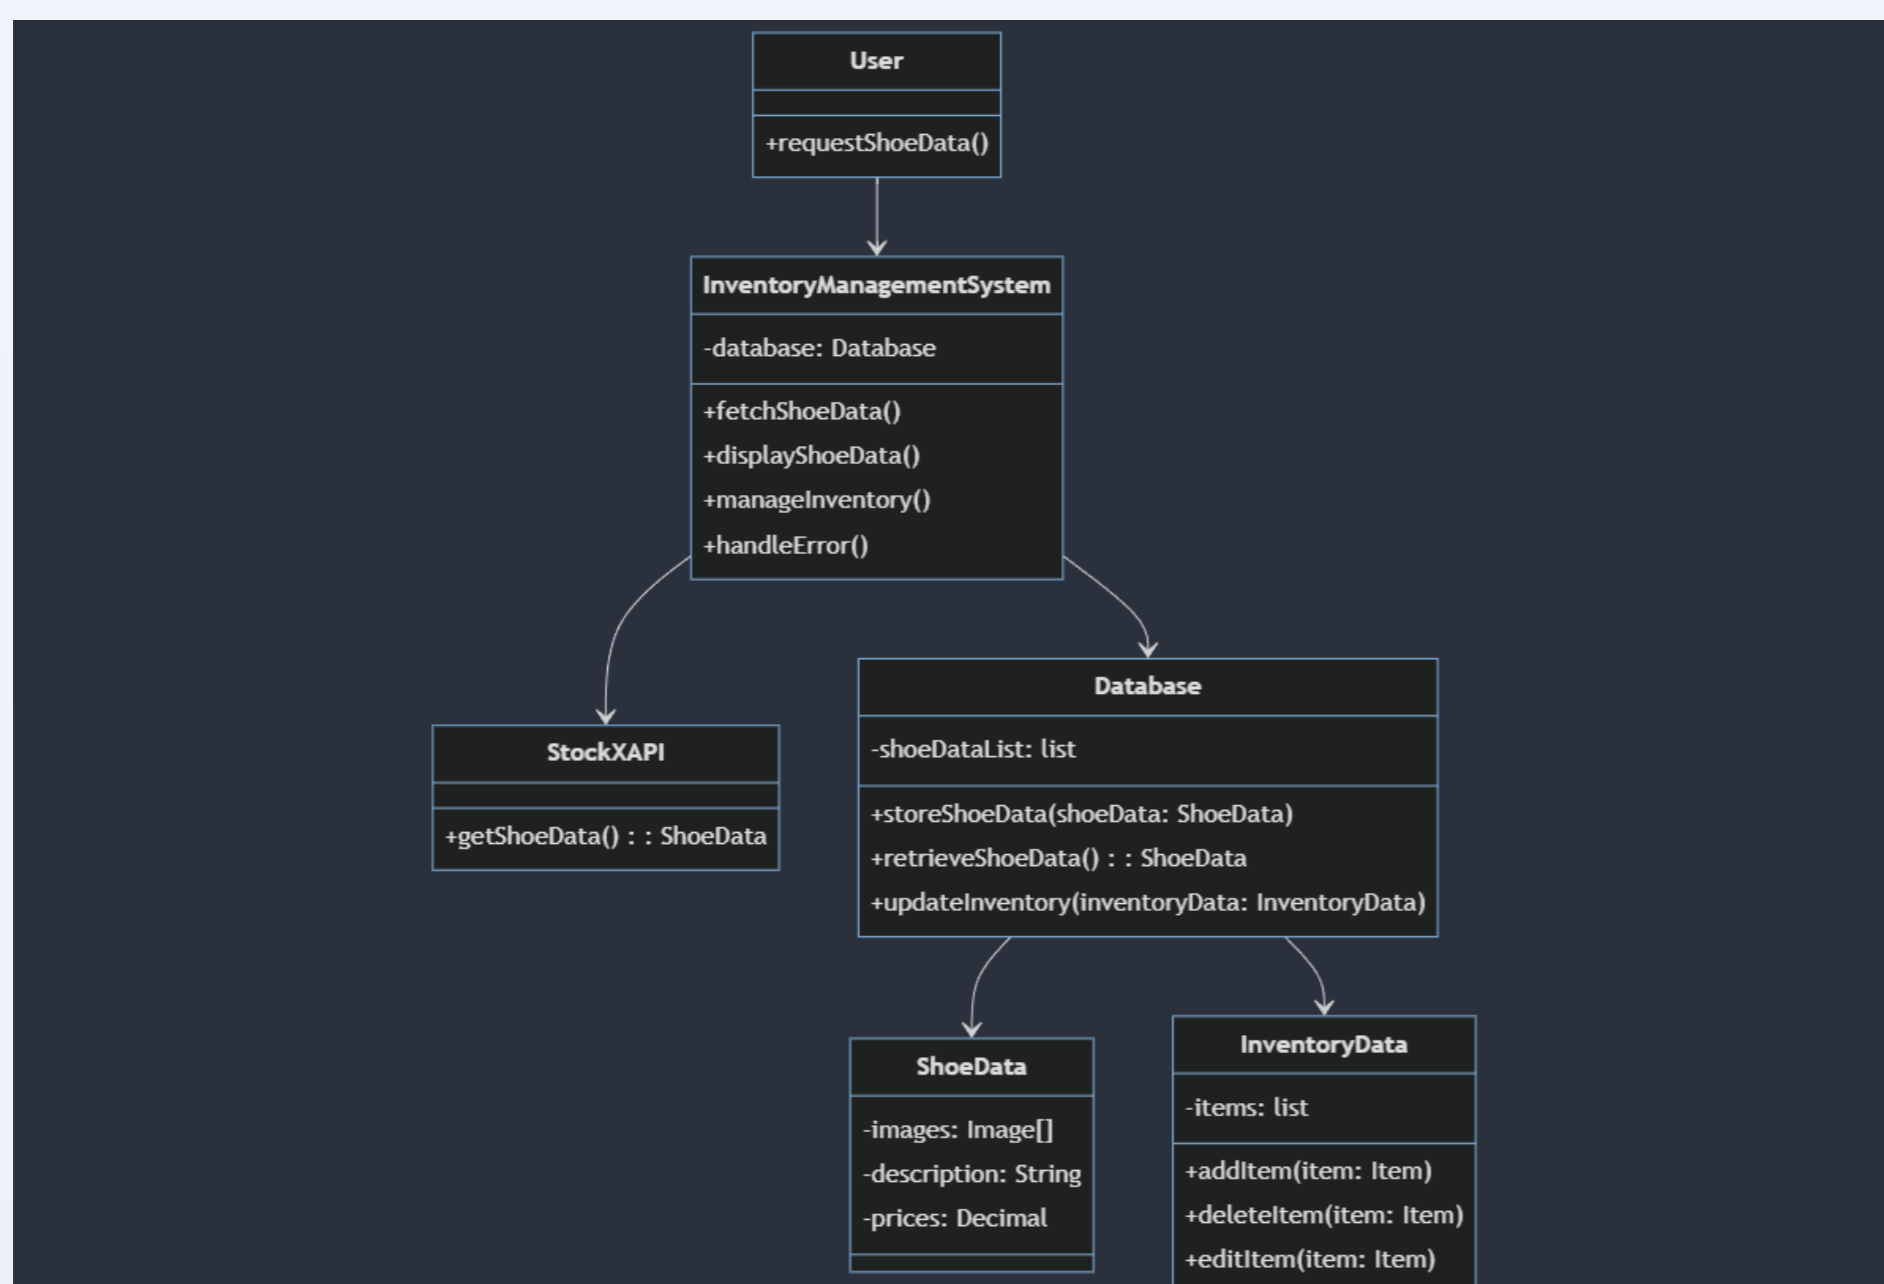 User
+requestShoeData()
InventoryManagementSystem
-database: Database
+fetchShoeData()
+displayShoeData()
+manageInventory()
+handleError()
StockXAPI
+getShoeData() : : ShoeData
Database
-shoeDataList: list
+storeShoeData(shoeData: ShoeData)
+retrieveShoeData() : : ShoeData
+updateInventory(inventoryData: InventoryData)
ShoeData
-images: Image[]
-description: String
-prices: Decimal
InventoryData
-items: list
+addItem(item: Item)
+deleteItem(item: Item)
+editItem(item: Item)